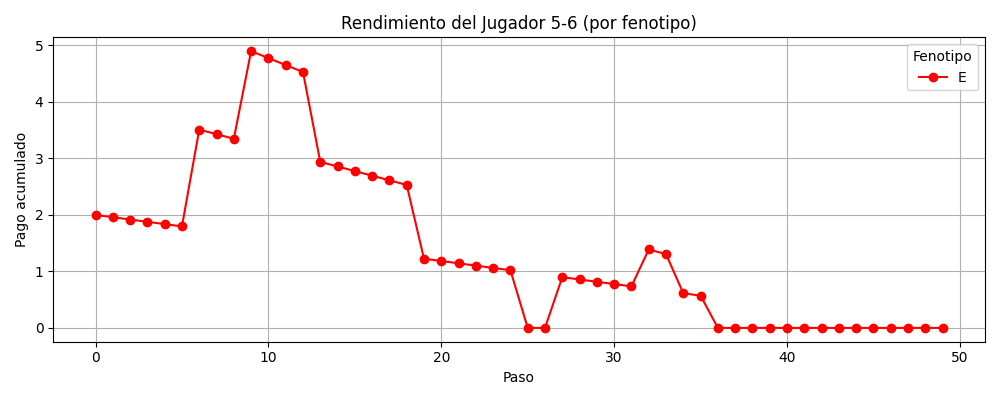 Rendimiento del Jugador 5-6 (por fenotipo)
Pago acumulado
5
4
3
2
1
0
0 10 20 30 40 50
Paso
Fenotipo
E